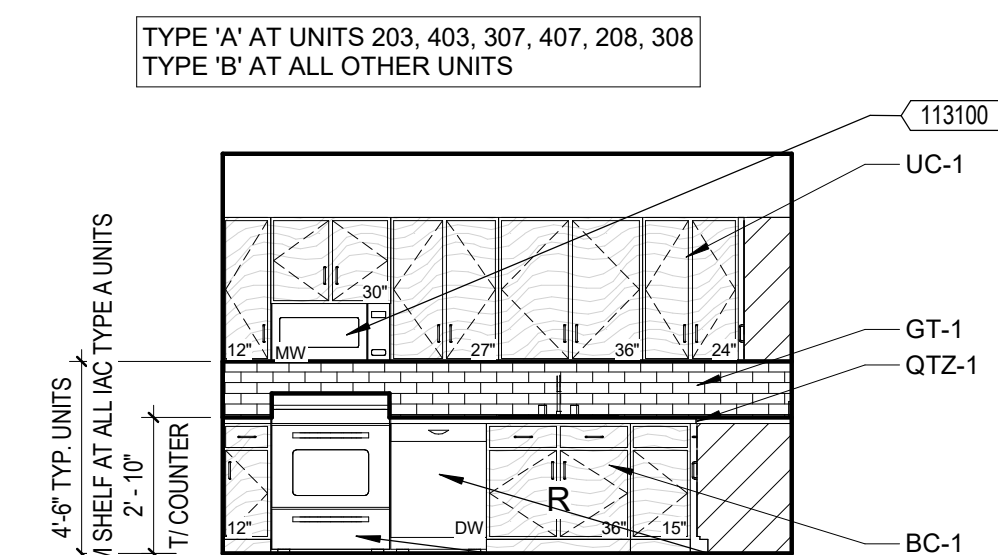 TYPE 'A' AT UNITS 203, 403, 307, 407, 208, 308
TYPE 'B' AT ALL OTHER UNITS
113100
UC-1
30"
12"
MW
27"
36"
24"
GT-1
QTZ-1
4'-6" TYP. UNITS
M SHELF AT ALL IAC TYPE A UNITS
2' - 10"
T/ COUNTER
R
12"
DW
36"
15"
BC-1